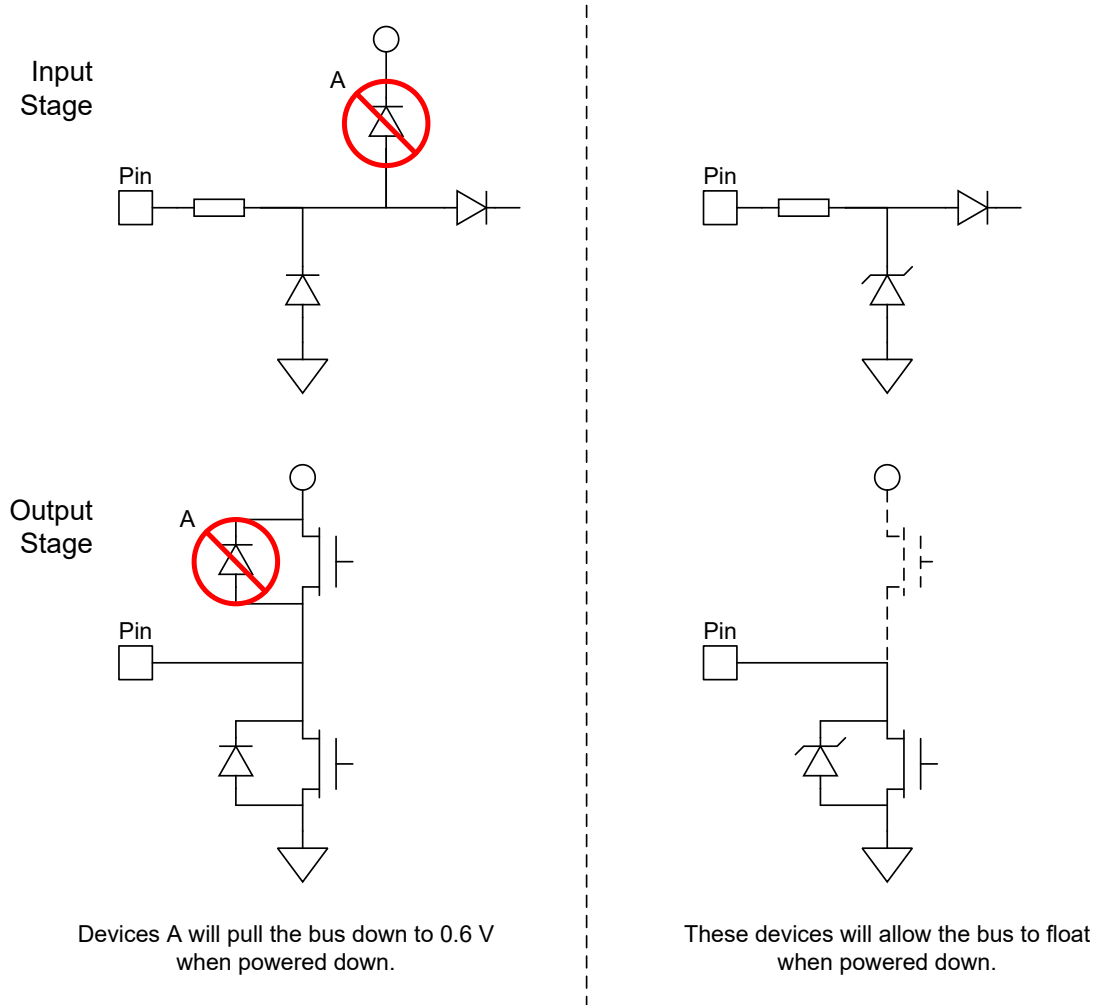 Input
Stage
A
Pin
Pin
Output
Stage
A
Pin
Pin
Devices A will pull the bus down to 0.6 V
when powered down.
These devices will allow the bus to float
when powered down.